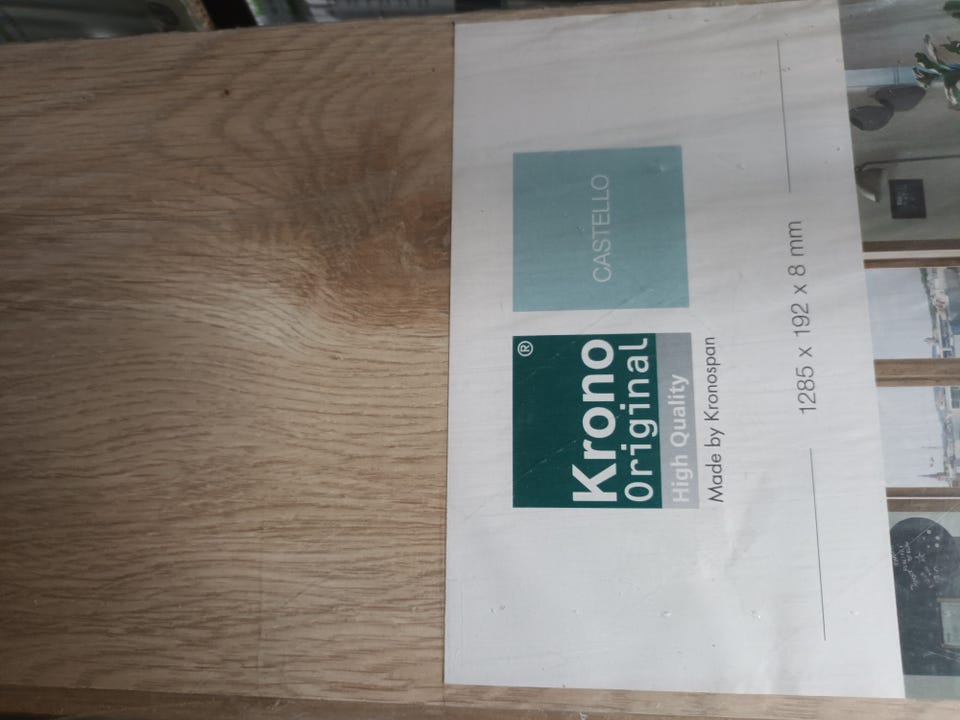 Krono®
Original
High Quality
Made by Kronospan
CASTELLO
1285 x 192 x 8 mm